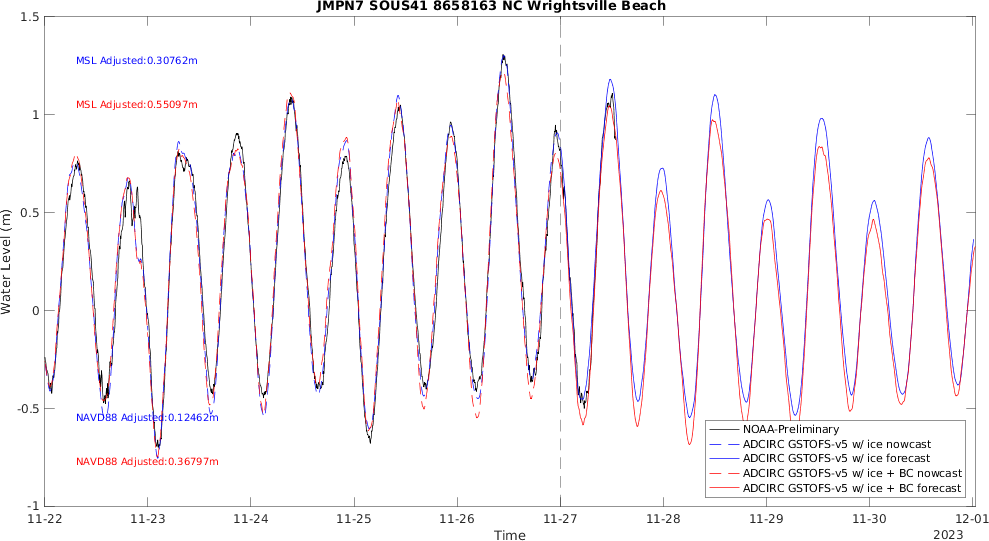 JMPN7 SOUS41 8658163 NC Wrightsville Beach
1.5
1
0.5
0
-0.5
-1
Water Level (m)
MSL Adjusted:0.30762m
MSL Adjusted:0.55097m
NAVD88 Adjusted:0.12462m
NAVD88 Adjusted:0.36797m
NOAA-Preliminary
ADCIRC GSTOFS-v5 w/ ice nowcast
ADCIRC GSTOFS-v5 w/ ice forecast
ADCIRC GSTOFS-v5 w/ice + BC nowcast
ADCIRC GSTOFS-v5 w/ice + BC forecast
11-22 11-23 11-24 11-25 11-26 11-27 11-28 11-29 11-30 12-01
Time
2023